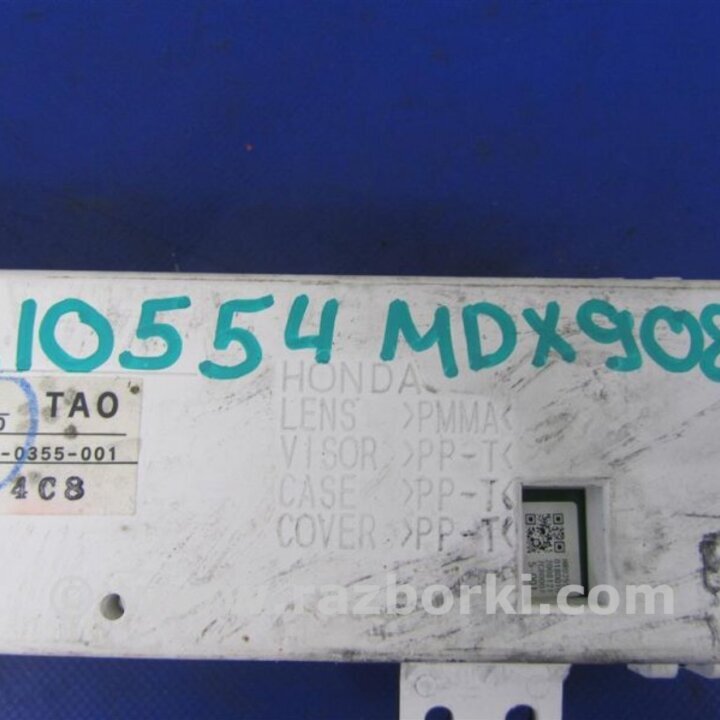 10554 MDX908
HONDA
LENS >PMMA<
VISOR >PP-T<
CASE >PP-T<
COVER >PP-T<
TAO
-0355-001
4C8
razborki.com